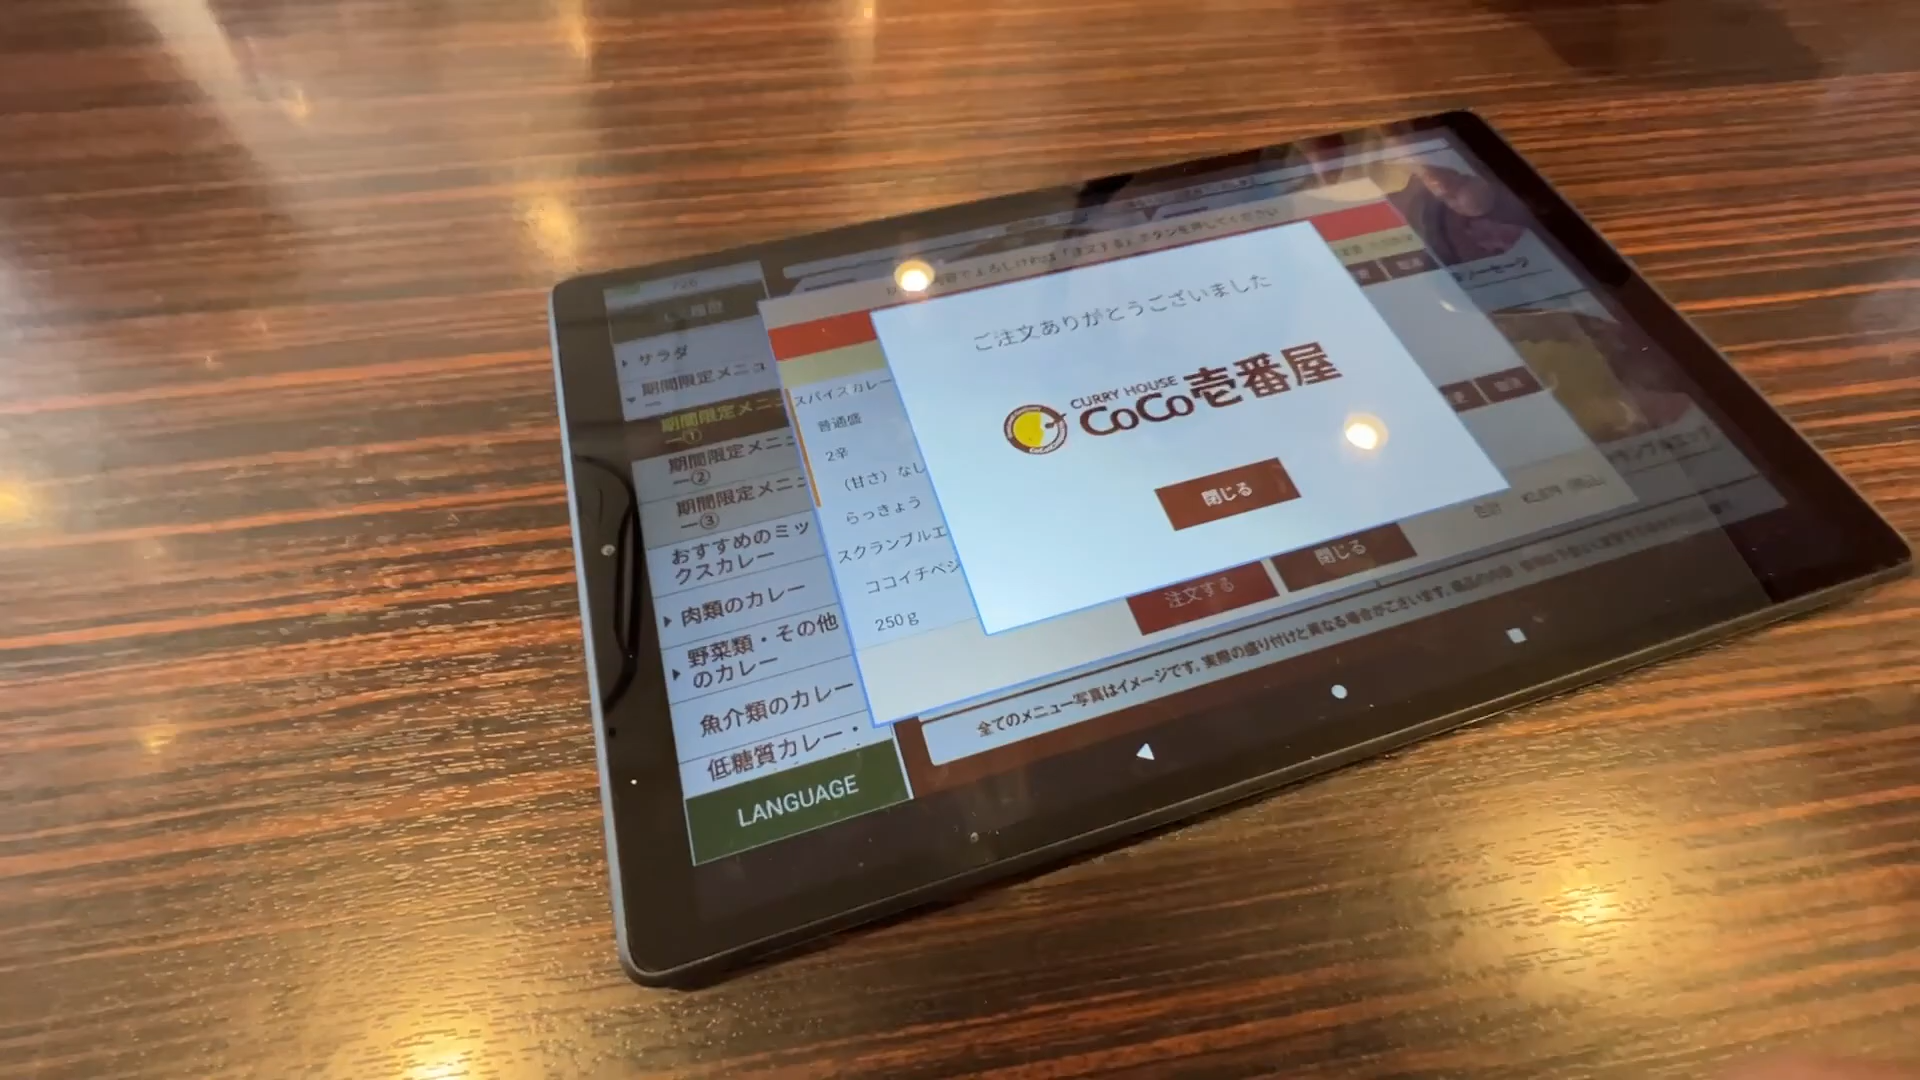 ご注文ありがとうございました
CURRY HOUSE
CoCo壱番屋
閉じる
サラダ
期間限定メニュ
ー
期間限定メニュ
ー①
期間限定メニュ
ー②
期間限定メニュ
ー③
おすすめのミッ
クスカレー
肉類のカレー
野菜類・その他
のカレー
魚介類のカレー
低糖質カレー・
LANGUAGE
スパイスカレー
普通盛
2辛
（甘さ）なし
らっきょう
スクランブルエ
ココイチベジ
250g
注文する
閉じる
合計
全てのメニュー写真はイメージです。実際の盛り付けと異なる場合がございます。